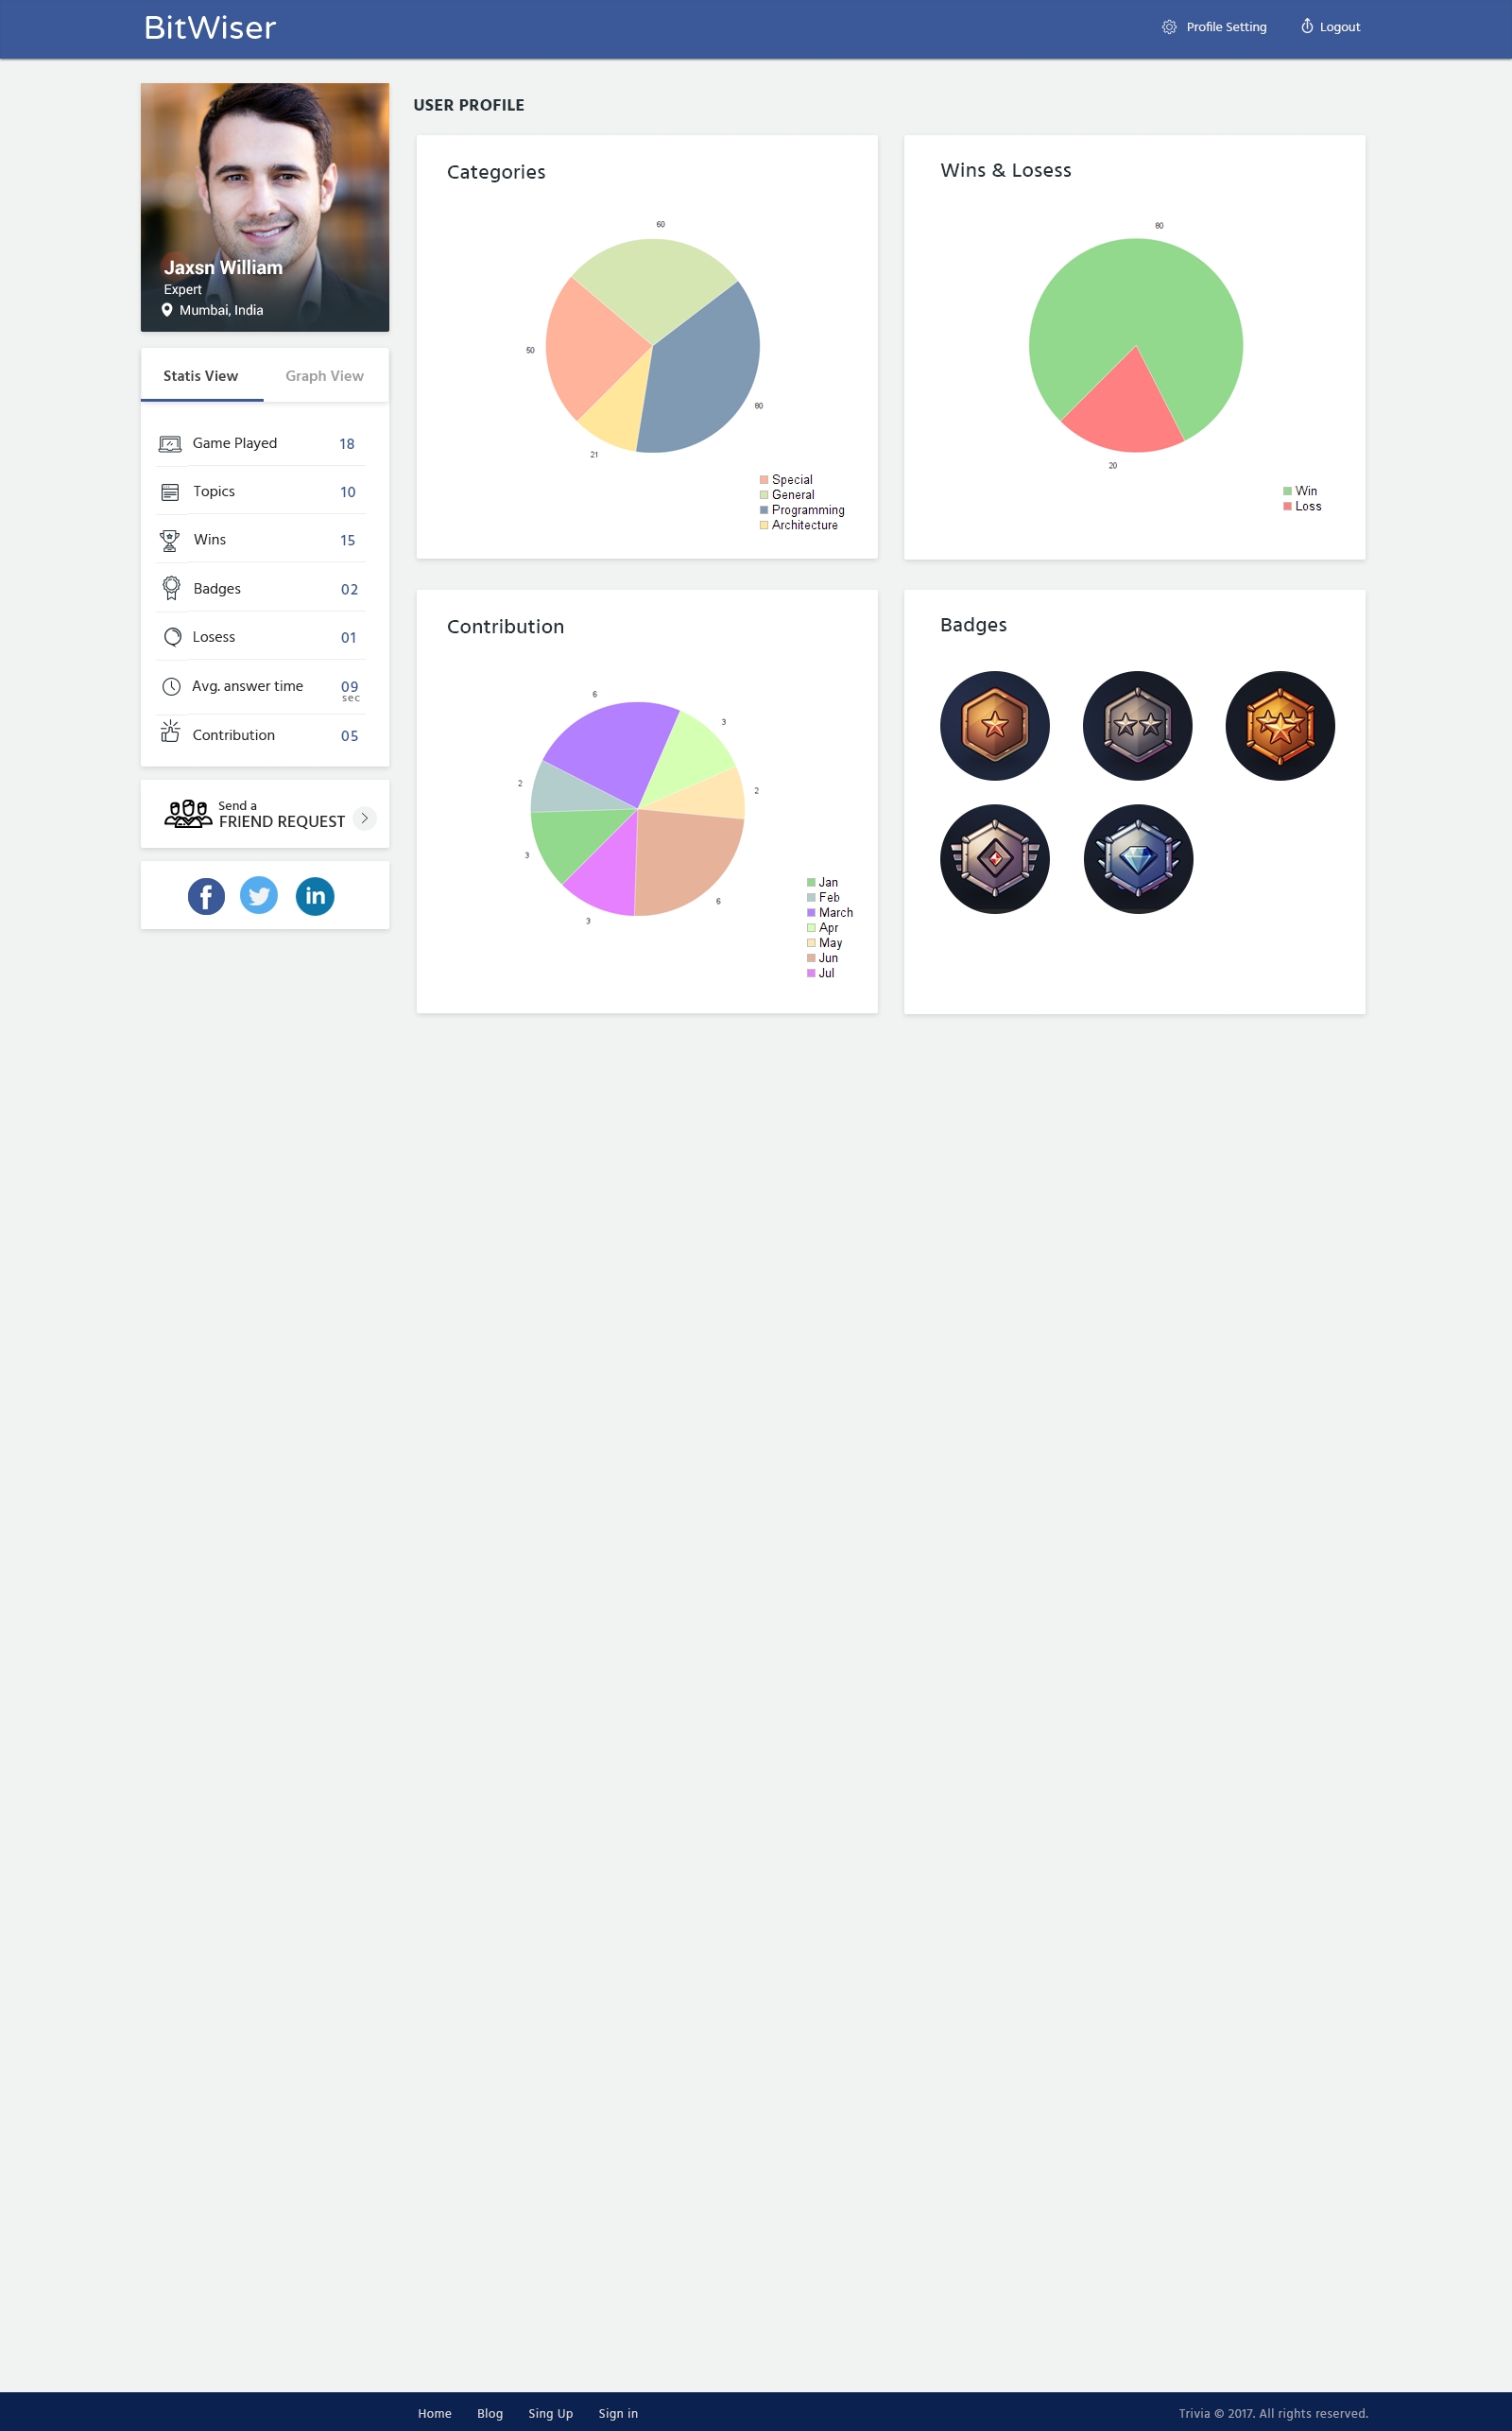 BitWiser
Profile Setting
Logout
Jaxsn William
Expert
Mumbai, India
Statis View
Graph View
Game Played 18
Topics 10
Wins 15
Badges 02
Losess 01
Avg. answer time 09
sec
Contribution 05
Send a
FRIEND REQUEST
f
in
USER PROFILE
Categories
60
50
80
21
Special
General
Programming
Architecture
Wins & Losess
80
20
Win
Loss
Contribution
6
3
2
2
3
6
3
Jan
Feb
March
Apr
May
Jun
Jul
Badges
Home Blog Sing Up Sign in
Trivia © 2017. All rights reserved.